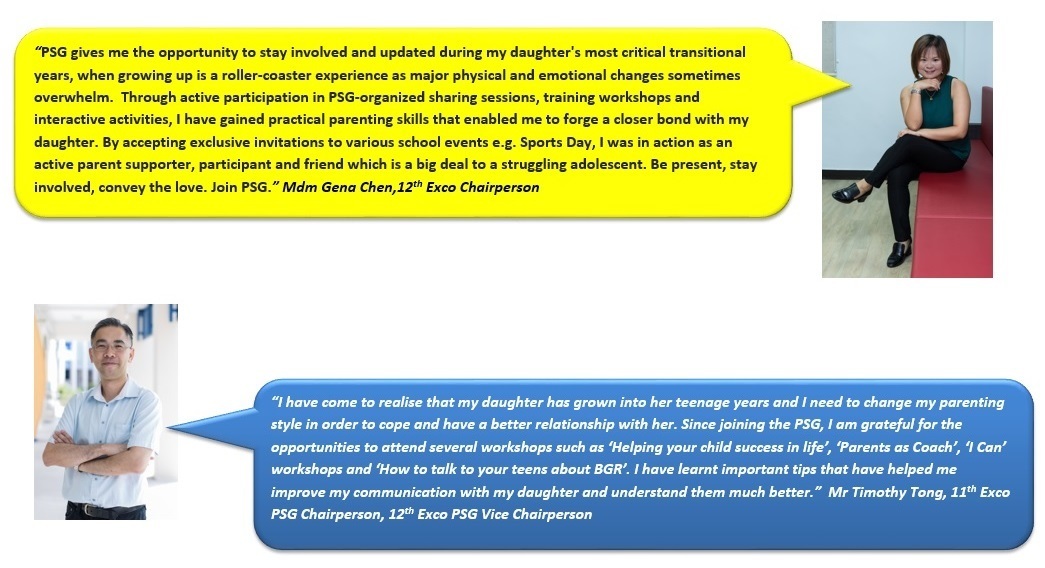 “PSG gives me the opportunity to stay involved and updated during my daughter's most critical transitional
years, when growing up is a roller-coaster experience as major physical and emotional changes sometimes
overwhelm.  Through active participation in PSG-organized sharing sessions, training workshops and
interactive activities, I have gained practical parenting skills that enabled me to forge a closer bond with my
daughter. By accepting exclusive invitations to various school events e.g. Sports Day, I was in action as an
active parent supporter, participant and friend which is a big deal to a struggling adolescent. Be present, stay
involved, convey the love. Join PSG.” Mdm Gena Chen,12th Exco Chairperson
“I have come to realise that my daughter has grown into her teenage years and I need to change my parenting
style in order to cope and have a better relationship with her. Since joining the PSG, I am grateful for the
opportunities to attend several workshops such as ‘Helping your child success in life’, ‘Parents as Coach’, ‘I Can’
workshops and ‘How to talk to your teens about BGR’. I have learnt important tips that have helped me
improve my communication with my daughter and understand them much better.”  Mr Timothy Tong, 11th Exco
PSG Chairperson, 12th Exco PSG Vice Chairperson